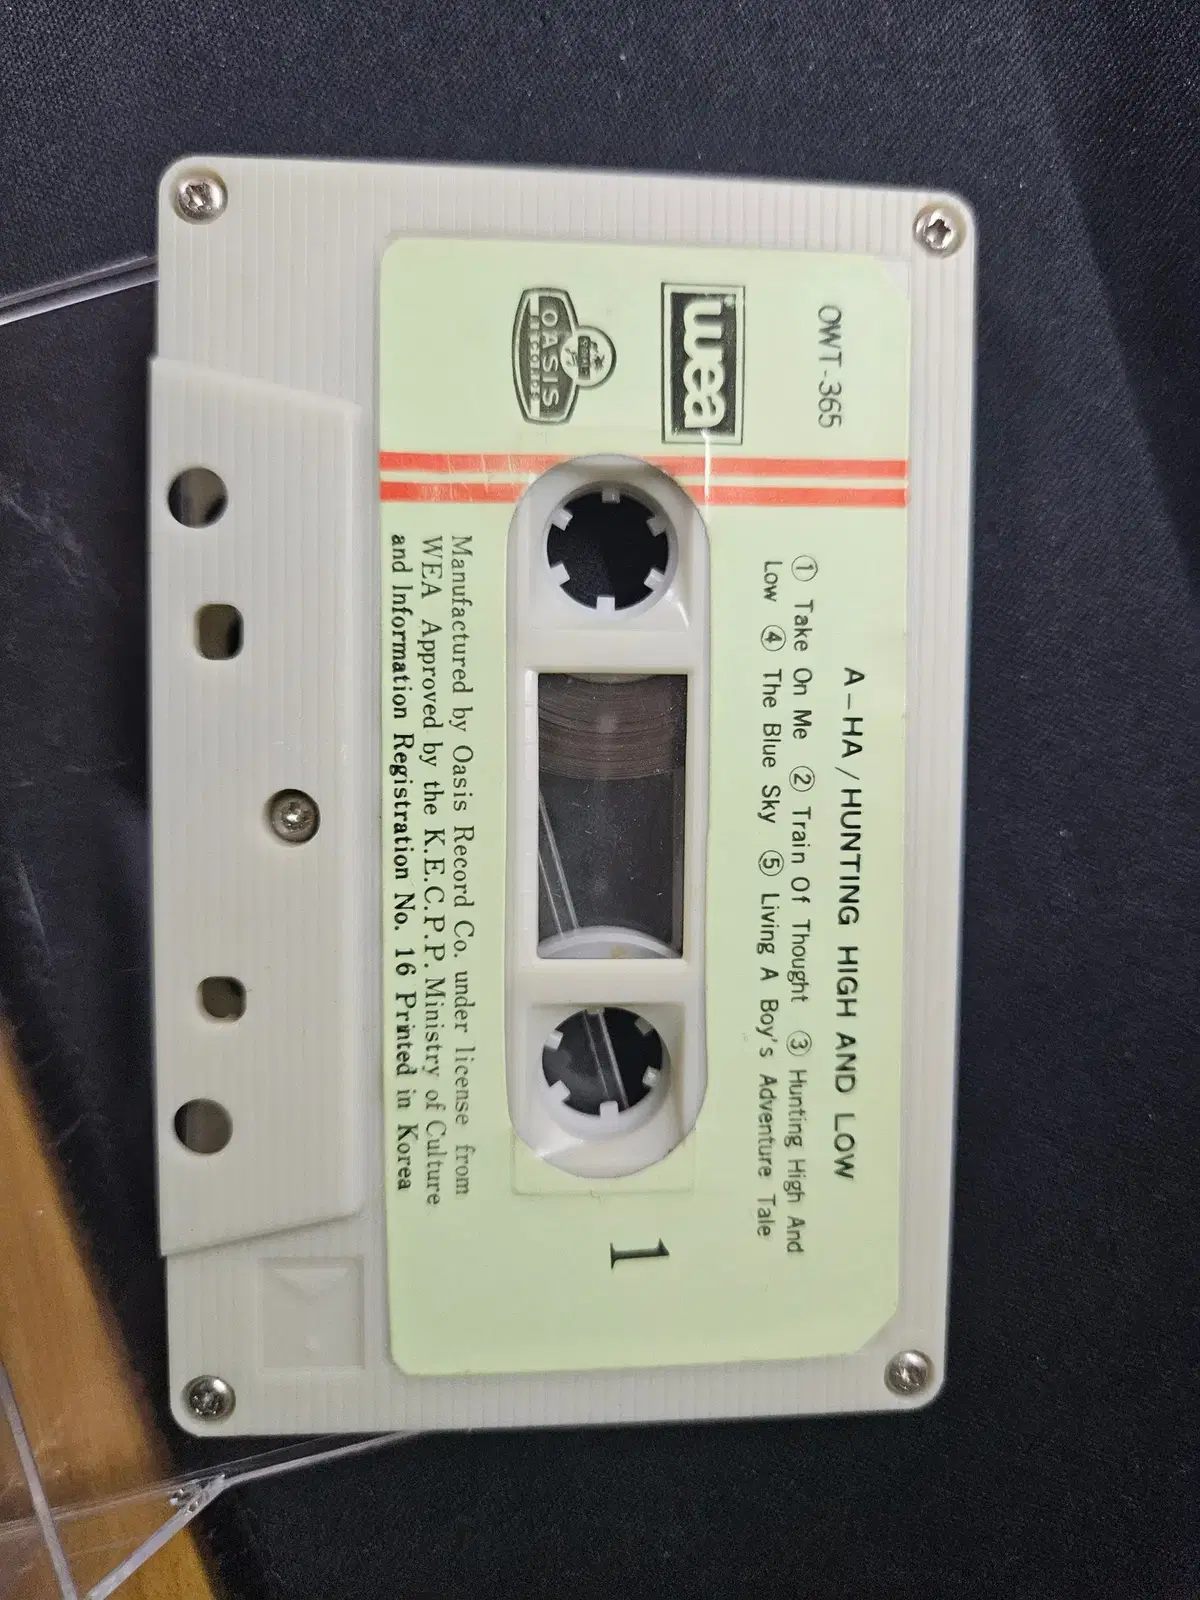 OWT-365
A-HA/HUNTING HIGH AND LOW
① Take On Me ② Train Of Thought ③ Hunting High And
Low ④ The Blue Sky ⑤ Living A Boy's Adventure Tale
wea
OASIS
RECORDS
1
Manufactured by Oasis Record Co. under license from
WEA Approved by the K.E.C.P.P. Ministry of Culture
and Information Registration No. 16 Printed in Korea